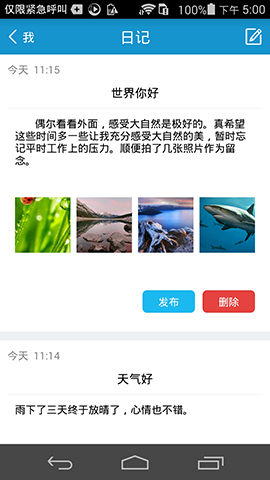 仅限紧急呼叫 100% 下午 5:00
我 日记
今天 11:15
世界你好
偶尔看看外面，感受大自然是极好的。真希望
这些时间多一些让我充分感受大自然的美，暂时忘
记平时工作上的压力。顺便拍了几张照片作为留
念。
发布 删除
今天 11:14
天气好
雨下了三天终于放晴了，心情也不错。